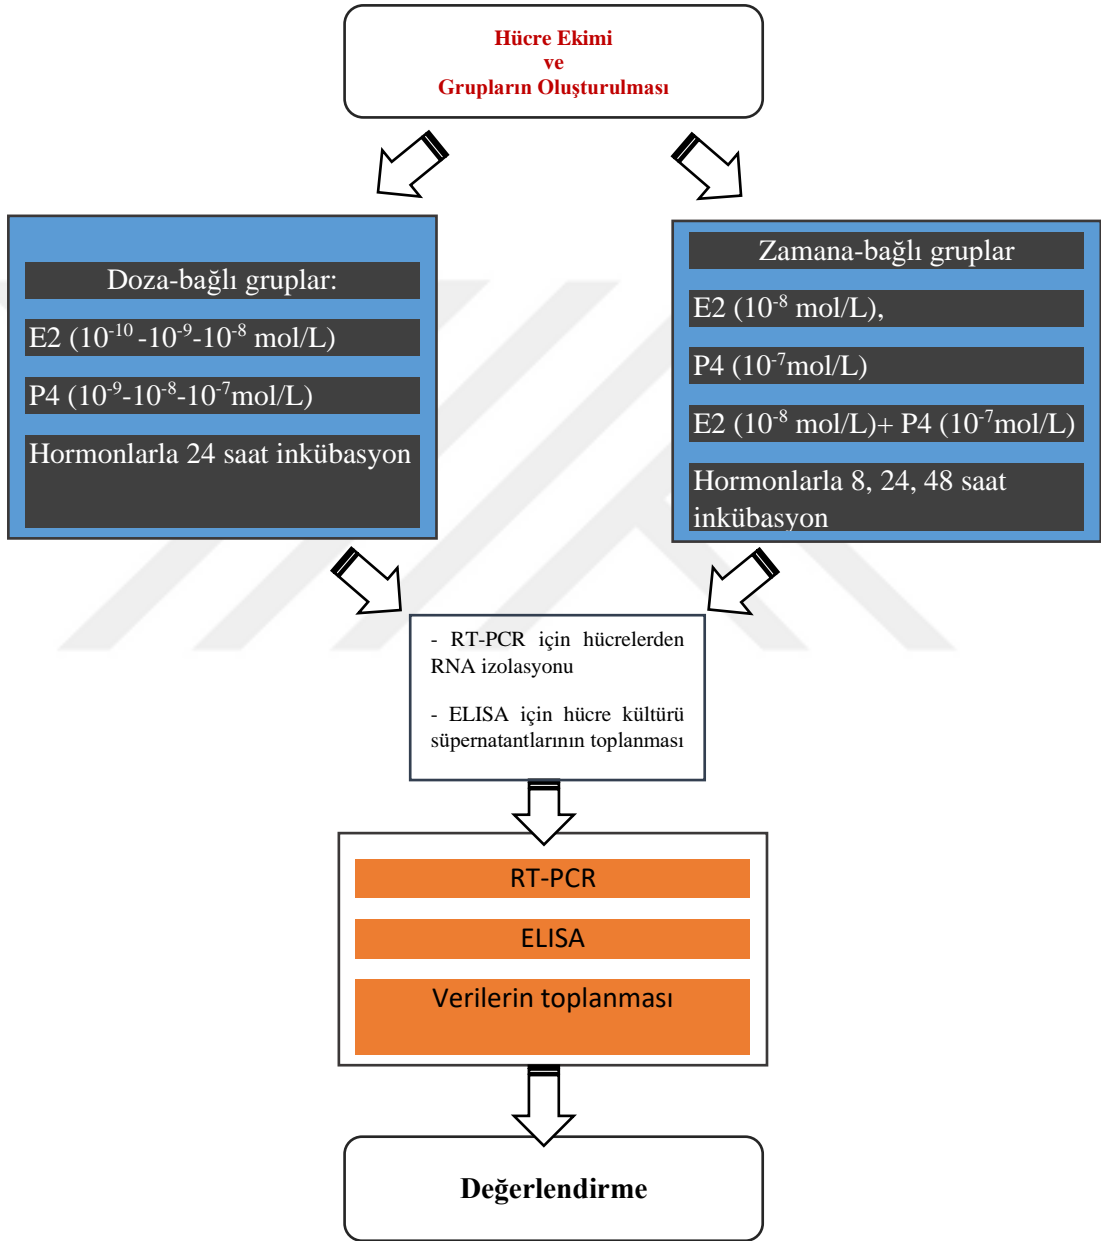 Hücre Ekimi
ve
Grupların Oluşturulması
Doza-bağlı gruplar:
E2 (10⁻¹⁰ -10⁻⁹-10⁻⁸ mol/L)
P4 (10⁻⁹-10⁻⁸-10⁻⁷mol/L)
Hormonlarla 24 saat inkübasyon
Zamana-bağlı gruplar
E2 (10⁻⁸ mol/L),
P4 (10⁻⁷mol/L)
E2 (10⁻⁸ mol/L)+ P4 (10⁻⁷mol/L)
Hormonlarla 8, 24, 48 saat
inkübasyon
- RT-PCR için hücrelerden
RNA izolasyonu
- ELISA için hücre kültürü
süpernatantlarının toplanması
RT-PCR
ELISA
Verilerin toplanması
Değerlendirme